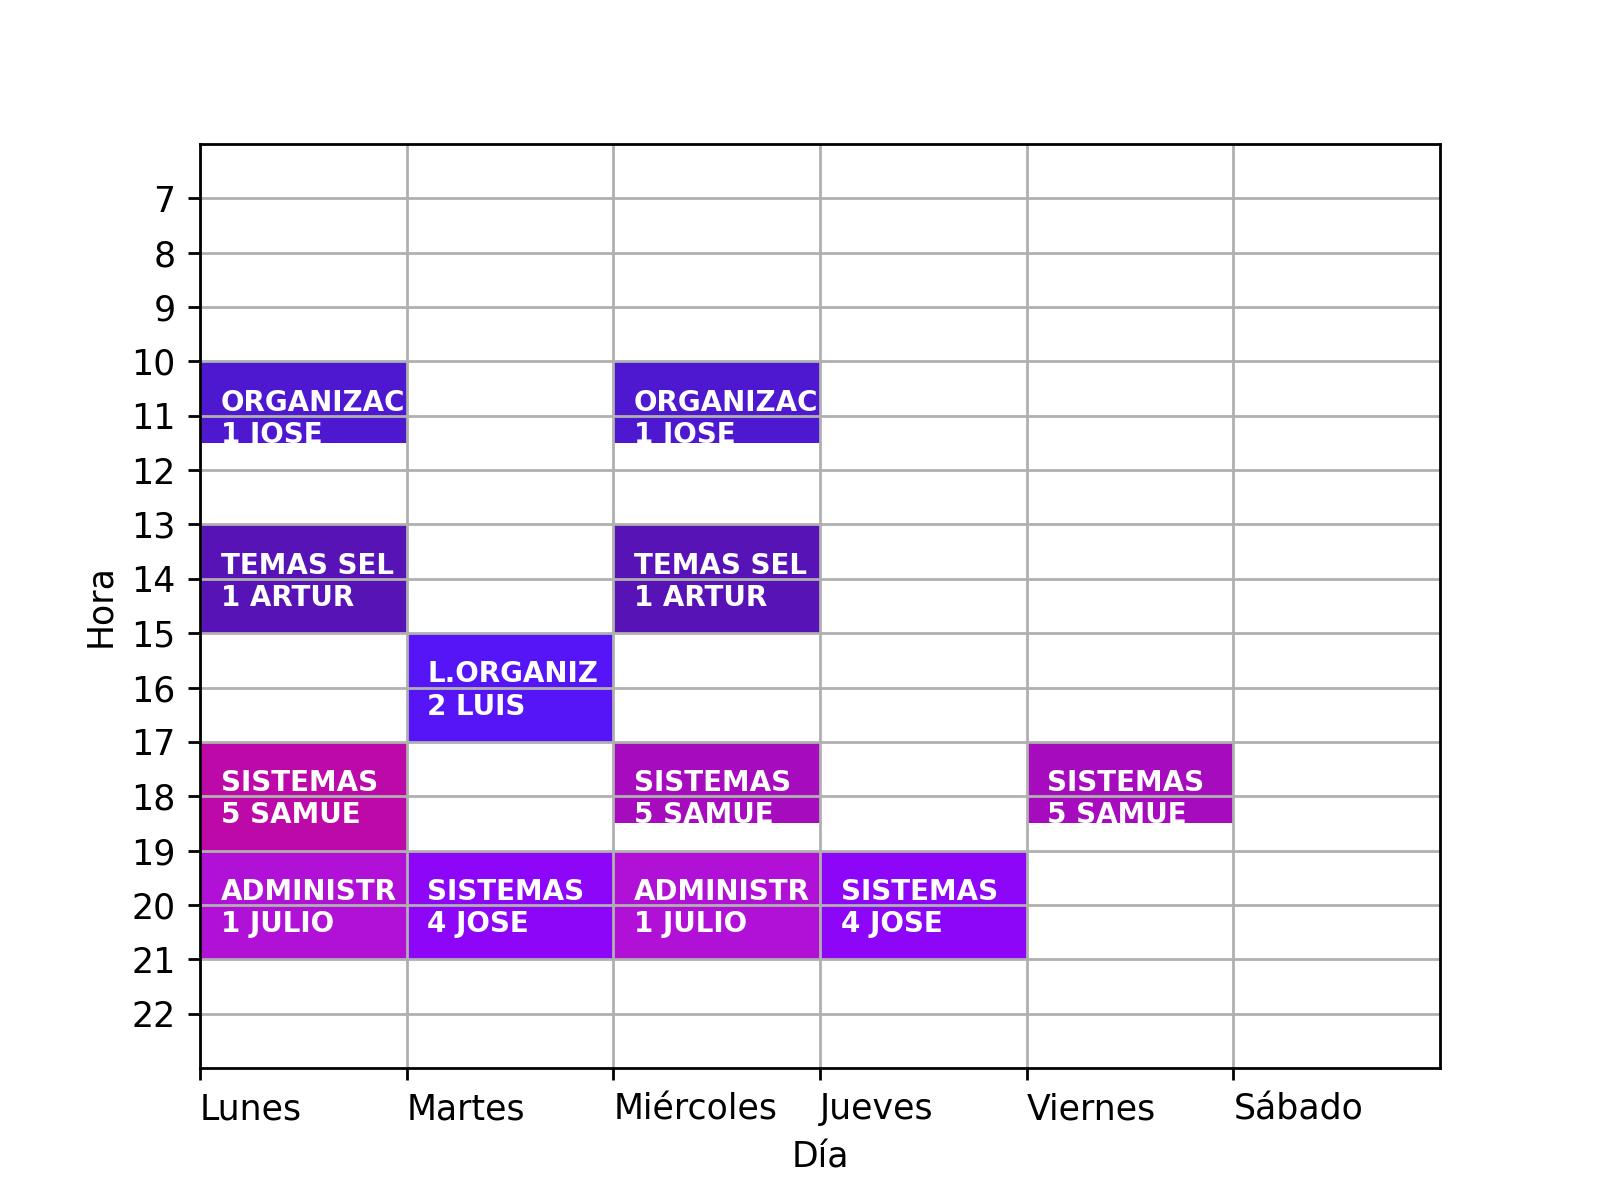 7
8
9
10
ORGANIZAC
1 JOSE
ORGANIZAC
1 JOSE
11
12
13
TEMAS SEL
1 ARTUR
TEMAS SEL
1 ARTUR
14
15
L.ORGANIZ
2 LUIS
16
17
SISTEMAS
5 SAMUE
SISTEMAS
5 SAMUE
SISTEMAS
5 SAMUE
18
19
ADMINISTR
1 JULIO
SISTEMAS
4 JOSE
ADMINISTR
1 JULIO
SISTEMAS
4 JOSE
20
21
22
Hora
Lunes Martes Miércoles Jueves Viernes Sábado
Día